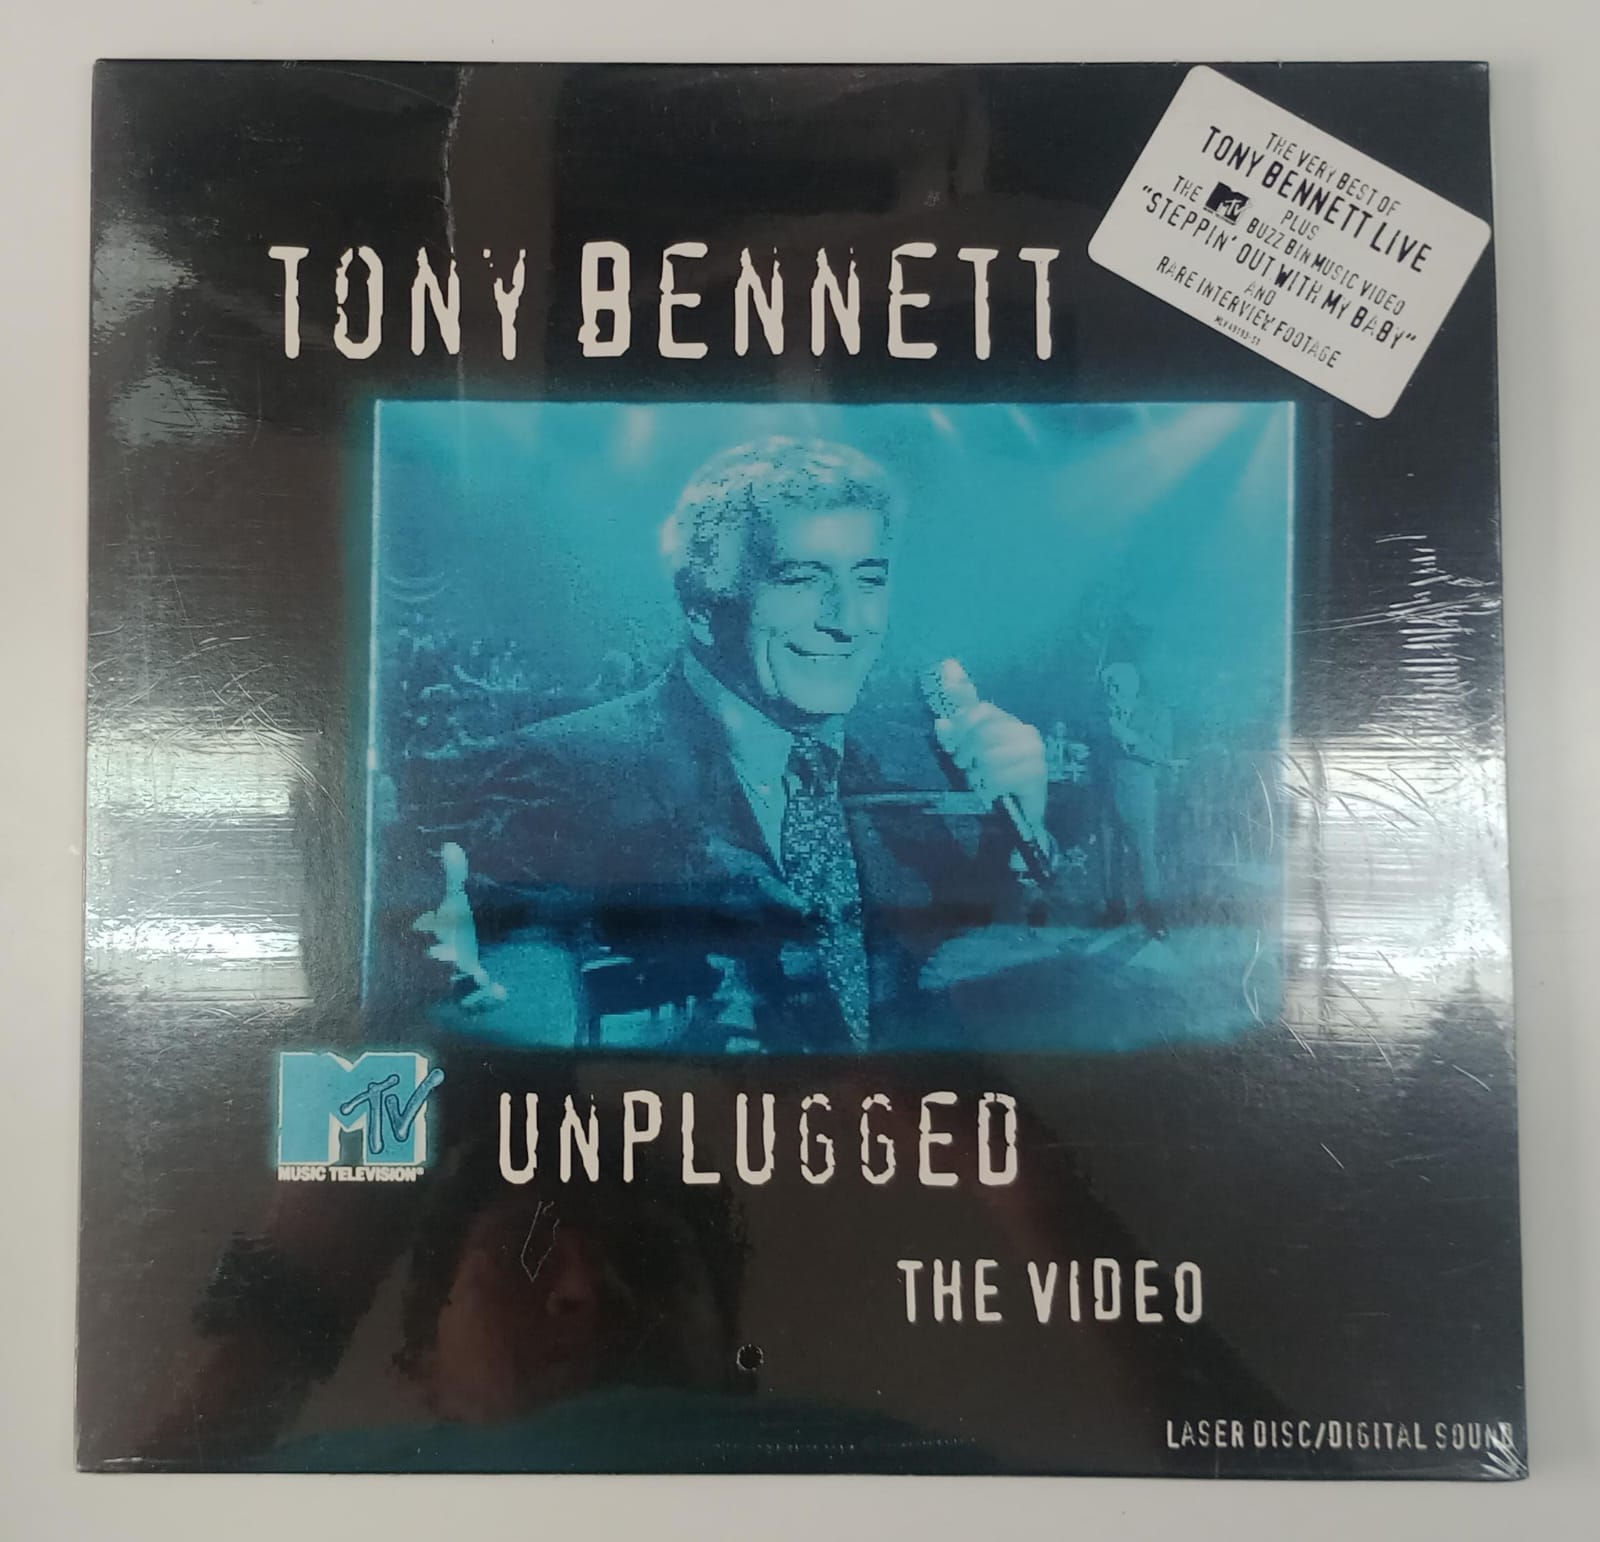 THE VERY BEST OF
TONY BENNETT LIVE
PLUS
THE MTV BUZZ BIN MUSIC VIDEO
"STEPPIN' OUT WITH MY BABY"
AND
RARE INTERVIEW FOOTAGE
TONY BENNETT
MTV
MUSIC TELEVISION®
UNPLUGGED
THE VIDEO
LASER DISC/DIGITAL SOUND